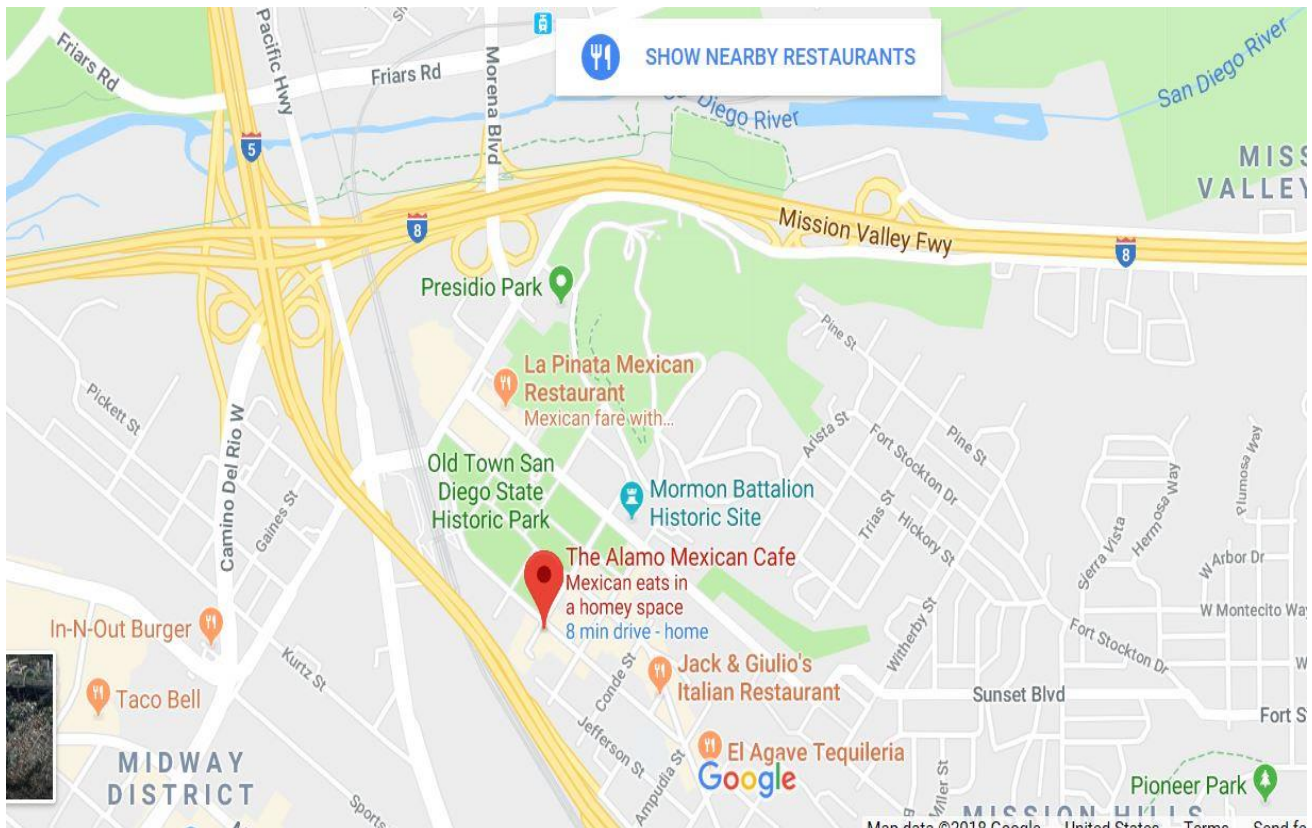 Friars Rd
Pacific Hwy
Friars Rd
Morena Blvd
SHOW NEARBY RESTAURANTS
Diego River
San Diego River
5
8
MISS
VALLEY
Mission Valley Fwy
8
Presidio Park
Pine St
La Pinata Mexican
Restaurant
Mexican fare with...
Pickett St
Camino Del Rio W
Gaines St
Old Town San
Diego State
Historic Park
Mormon Battalion
Historic Site
Arista St
Fort Stockton Dr
Pine St
Trias St
Hickory St
Sierra Vista
Hermosa Way
Plumosa Way
W Arbor Dr
W Montecito Way
The Alamo Mexican Cafe
Mexican eats in
a homey space
8 min drive - home
In-N-Out Burger
Taco Bell
Kurtz St
Conde St
Jack & Giulio's
Italian Restaurant
Witherby St
Fort Stockton Dr
Sunset Blvd
W
Fort S
Jefferson St
Ampudia St
El Agave Tequileria
Google
MIDWAY
DISTRICT
Sports
Miller St
Pioneer Park
MISSION HILLS
Map data ©2018 Google United States Terms Send fe